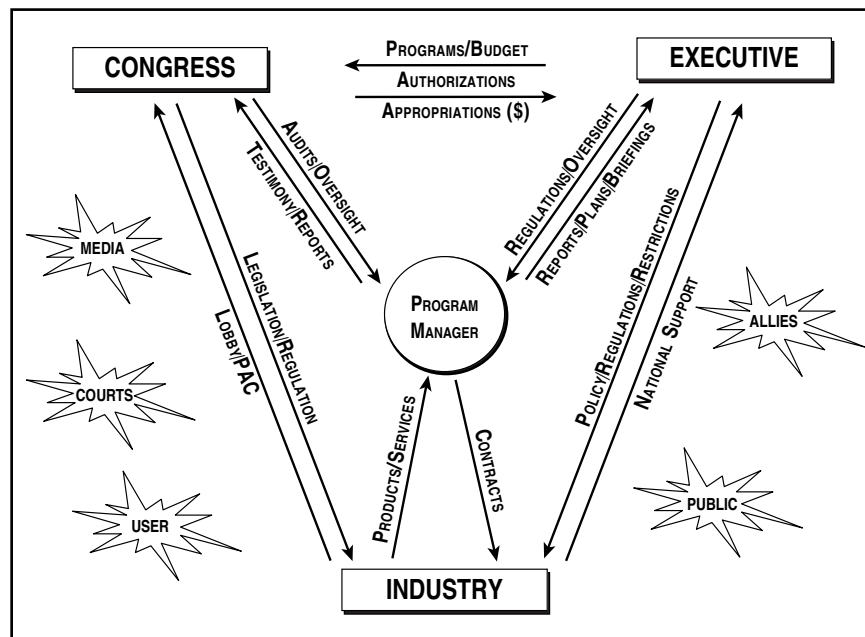 CONGRESS
PROGRAMS/BUDGET
AUTHORIZATIONS
APPROPRIATIONS ($)
EXECUTIVE
AUDITS/OVERSIGHT
TESTIMONY/REPORTS
REGULATIONS/OVERSIGHT
REPORTS/PLANS/BRIEFINGS
MEDIA
LEGISLATION/REGULATION
LOBBY/PAC
PROGRAM
MANAGER
POLICY/REGULATIONS/RESTRICTIONS
NATIONAL SUPPORT
ALLIES
COURTS
PRODUCTS/SERVICES
CONTRACTS
USER
PUBLIC
INDUSTRY